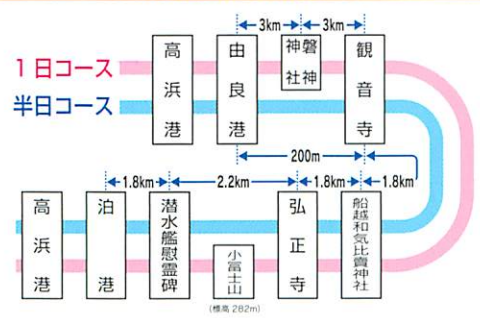 3km
3km
1日コース
半日コース
高浜港
由良港
磐神
神社
観音寺
200m
1.8km
2.2km
1.8km
1.8km
高浜港
泊港
潜水艦慰霊碑
小富士山
(標高 282m)
弘正寺
船越和気比賣神社